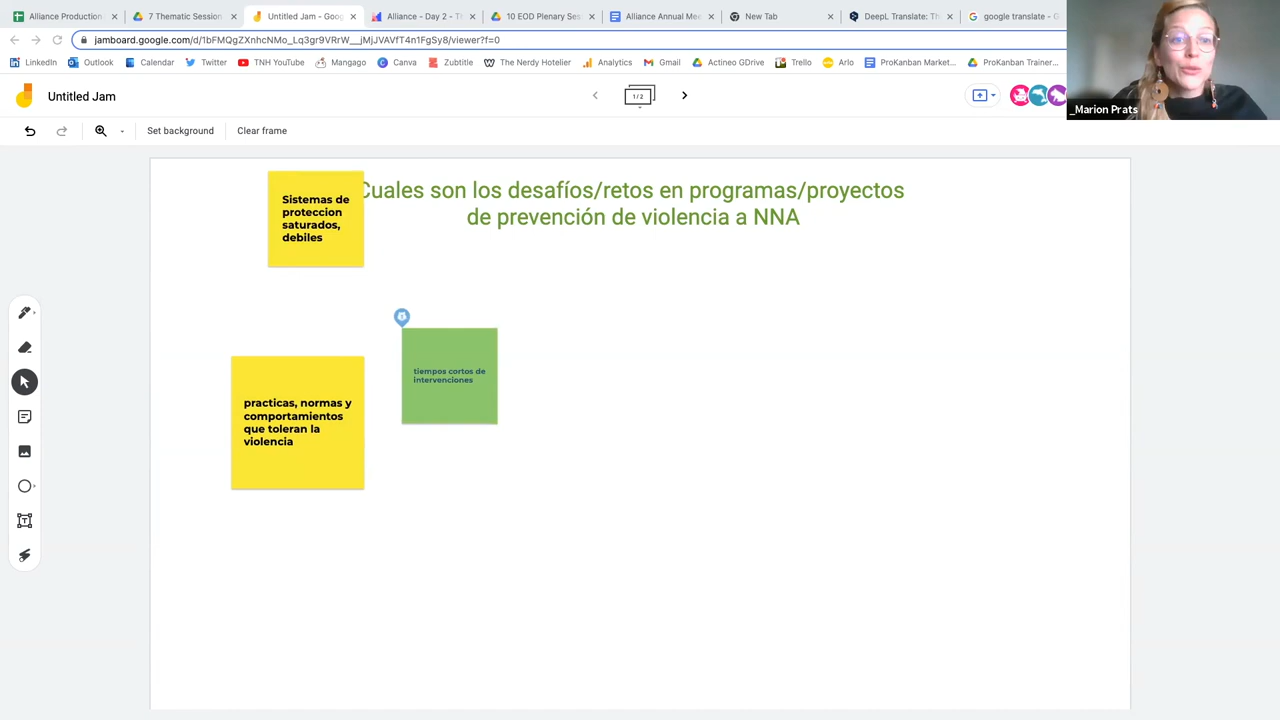 Alliance Production
7 Thematic Session
Untitled Jam - Goog
Alliance - Day 2 - Th
10 EOD Plenary Ses
Alliance Annual Mee
New Tab
DeepL Translate: Th
google translate - G
jamboard.google.com/d/1bFMQgZXnhcNMo_Lq3gr9VRrW__jMjJVAVfT4n1FgSy8/viewer?f=0
LinkedIn
Outlook
Calendar
Twitter
TNH YouTube
Mangago
Canva
Zubtitle
The Nerdy Hotelier
Analytics
Gmail
Actineo GDrive
Trello
Arlo
ProKanban Market...
ProKanban Trainer...
_Marion Prats
Untitled Jam
1/2
Set background
Clear frame
Cuales son los desafíos/retos en programas/proyectos
de prevención de violencia a NNA
Sistemas de
proteccion
saturados,
debiles
tiempos cortos de
intervenciones
practicas, normas y
comportamientos
que toleran la
violencia